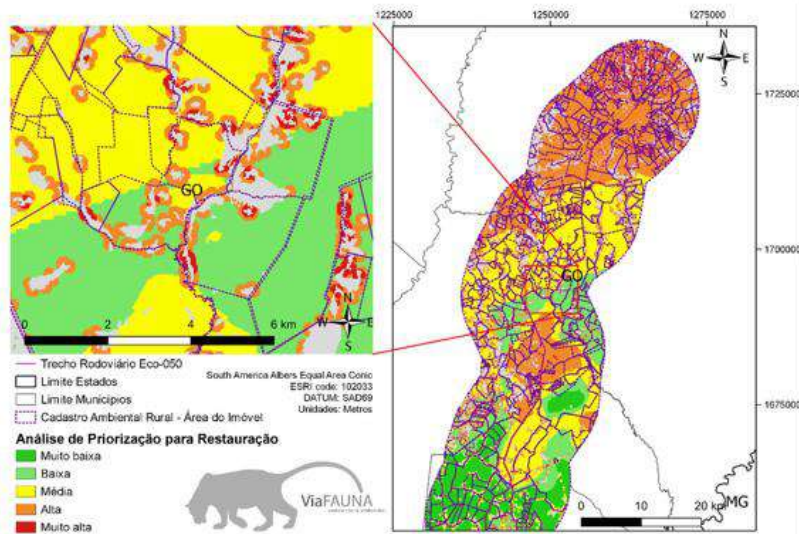 1225000 1250000 1275000
N
W E
S
1725000
1700000
1675000
GO
GO
N
W E
S
0 2 4 6 km
Trecho Rodoviário Eco-050
Limite Estados
Limite Municípios
Cadastro Ambiental Rural - Área do Imóvel
South America Albers Equal Area Conic
ESRI code: 102033
DATUM: SAD69
Unidades: Metros
Análise de Priorização para Restauração
Muito baixa
Baixa
Média
Alta
Muito alta
ViaFAUNA
0 10 20 km
MG